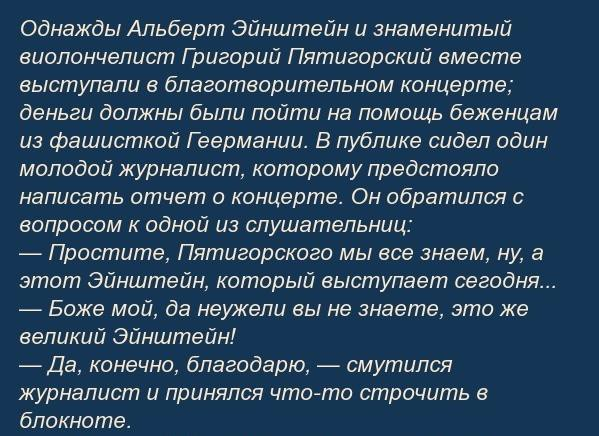 Однажды Альберт Эйнштейн и знаменитый
виолончелист Григорий Пятигорский вместе
выступали в благотворительном концерте;
деньги должны были пойти на помощь беженцам
из фашисткой Геермании. В публике сидел один
молодой журналист, которому предстояло
написать отчет о концерте. Он обратился с
вопросом к одной из слушательниц:
— Простите, Пятигорского мы все знаем, ну, а
этот Эйнштейн, который выступает сегодня...
— Боже мой, да неужели вы не знаете, это же
великий Эйнштейн!
— Да, конечно, благодарю, — смутился
журналист и принялся что-то строчить в
блокноте.